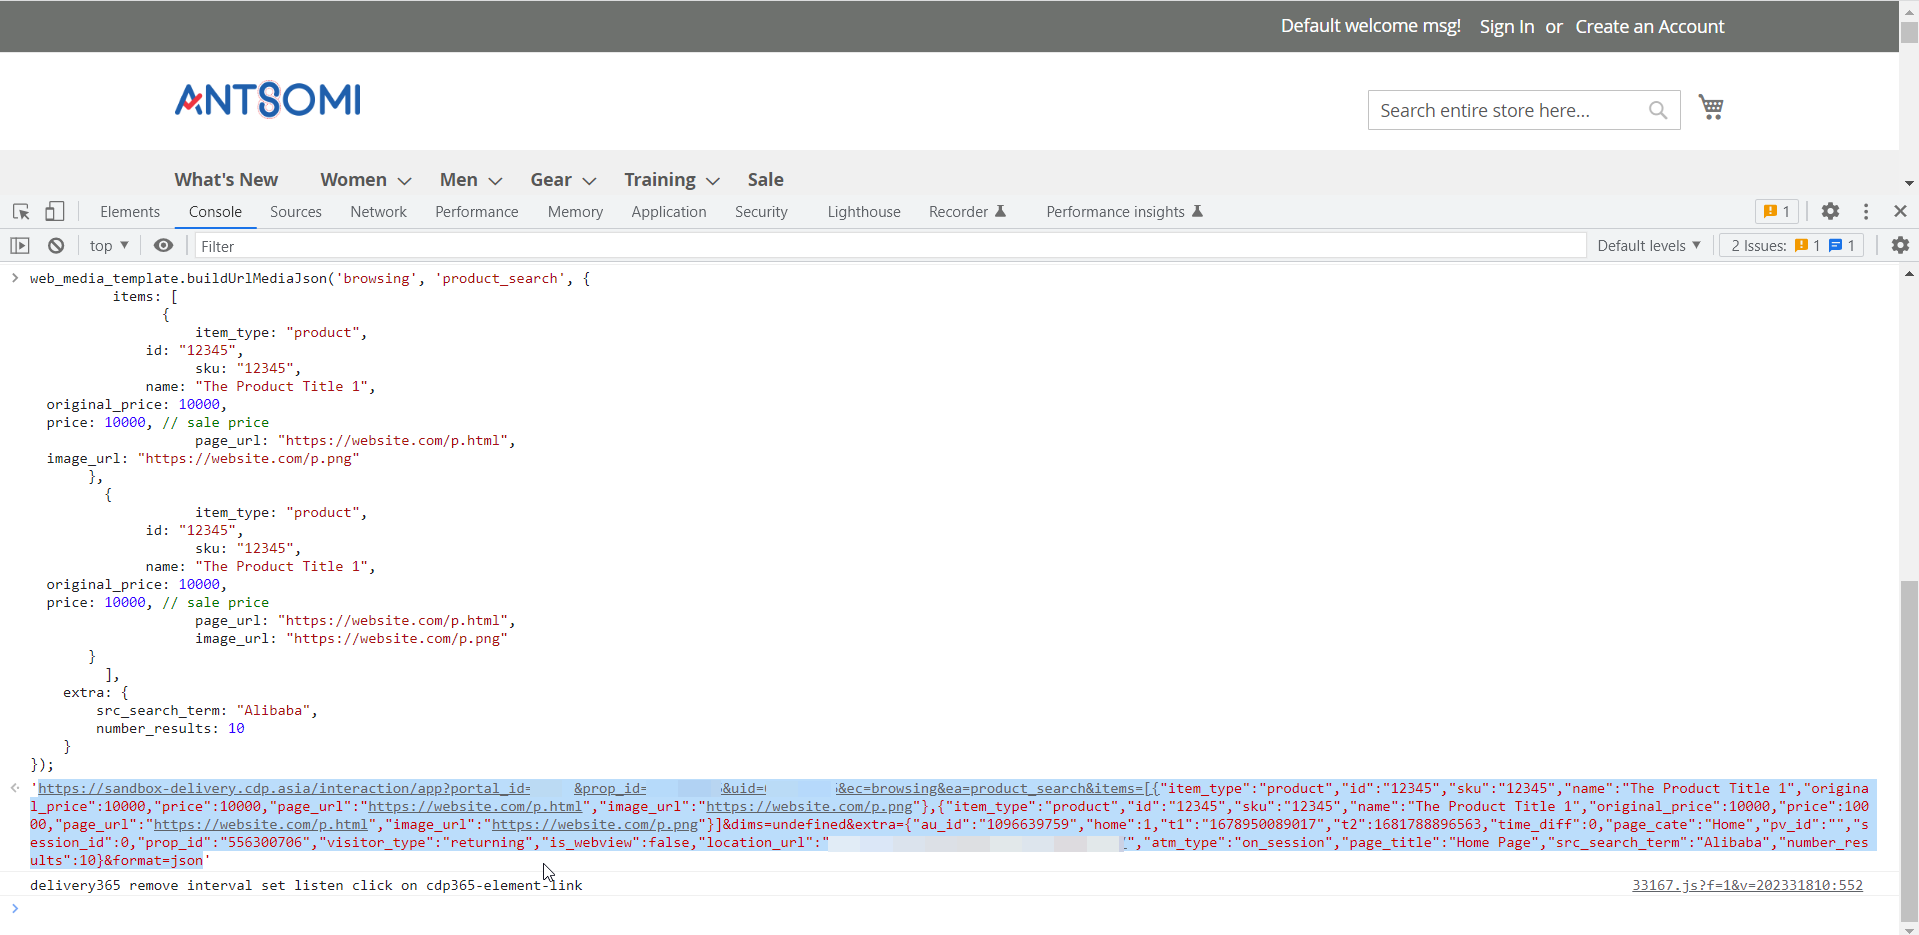 Default welcome msg! Sign In or Create an Account
ANTSOMI
Search entire store here...
What's New Women Men Gear Training Sale
Elements Console Sources Network Performance Memory Application Security Lighthouse Recorder Performance insights 1
top Filter Default levels 2 Issues: 1 1
web_media_template.buildUrlMediaJson('browsing', 'product_search', {
items: [
{
item_type: "product",
id: "12345",
sku: "12345",
name: "The Product Title 1",
original_price: 10000,
price: 10000, // sale price
page_url: "https://website.com/p.html",
image_url: "https://website.com/p.png"
},
{
item_type: "product",
id: "12345",
sku: "12345",
name: "The Product Title 1",
original_price: 10000,
price: 10000, // sale price
page_url: "https://website.com/p.html",
image_url: "https://website.com/p.png"
}
],
extra: {
src_search_term: "Alibaba",
number_results: 10
}
});
'https://sandbox-delivery.cdp.asia/interaction/app?portal_id= &prop_id= &uid= &ec=browsing&ea=product_search&items=[{"item_type":"product","id":"12345","sku":"12345","name":"The Product Title 1","origina
l_price":10000,"price":10000,"page_url":"https://website.com/p.html","image_url":"https://website.com/p.png"},{"item_type":"product","id":"12345","sku":"12345","name":"The Product Title 1","original_price":10000,"price":100
00,"page_url":"https://website.com/p.html","image_url":"https://website.com/p.png"}]&dims=undefined&extra={"au_id":"1096639759","home":1,"t1":"1678950089017","t2":1681788896563,"time_diff":0,"page_cate":"Home","pv_id":"","s
ession_id":0,"prop_id":"556300706","visitor_type":"returning","is_webview":false,"location_url":" ","atm_type":"on_session","page_title":"Home Page","src_search_term":"Alibaba","number_res
ults":10}&format=json'
delivery365 remove interval set listen click on cdp365-element-link 33167.js?f=1&v=202331810:552